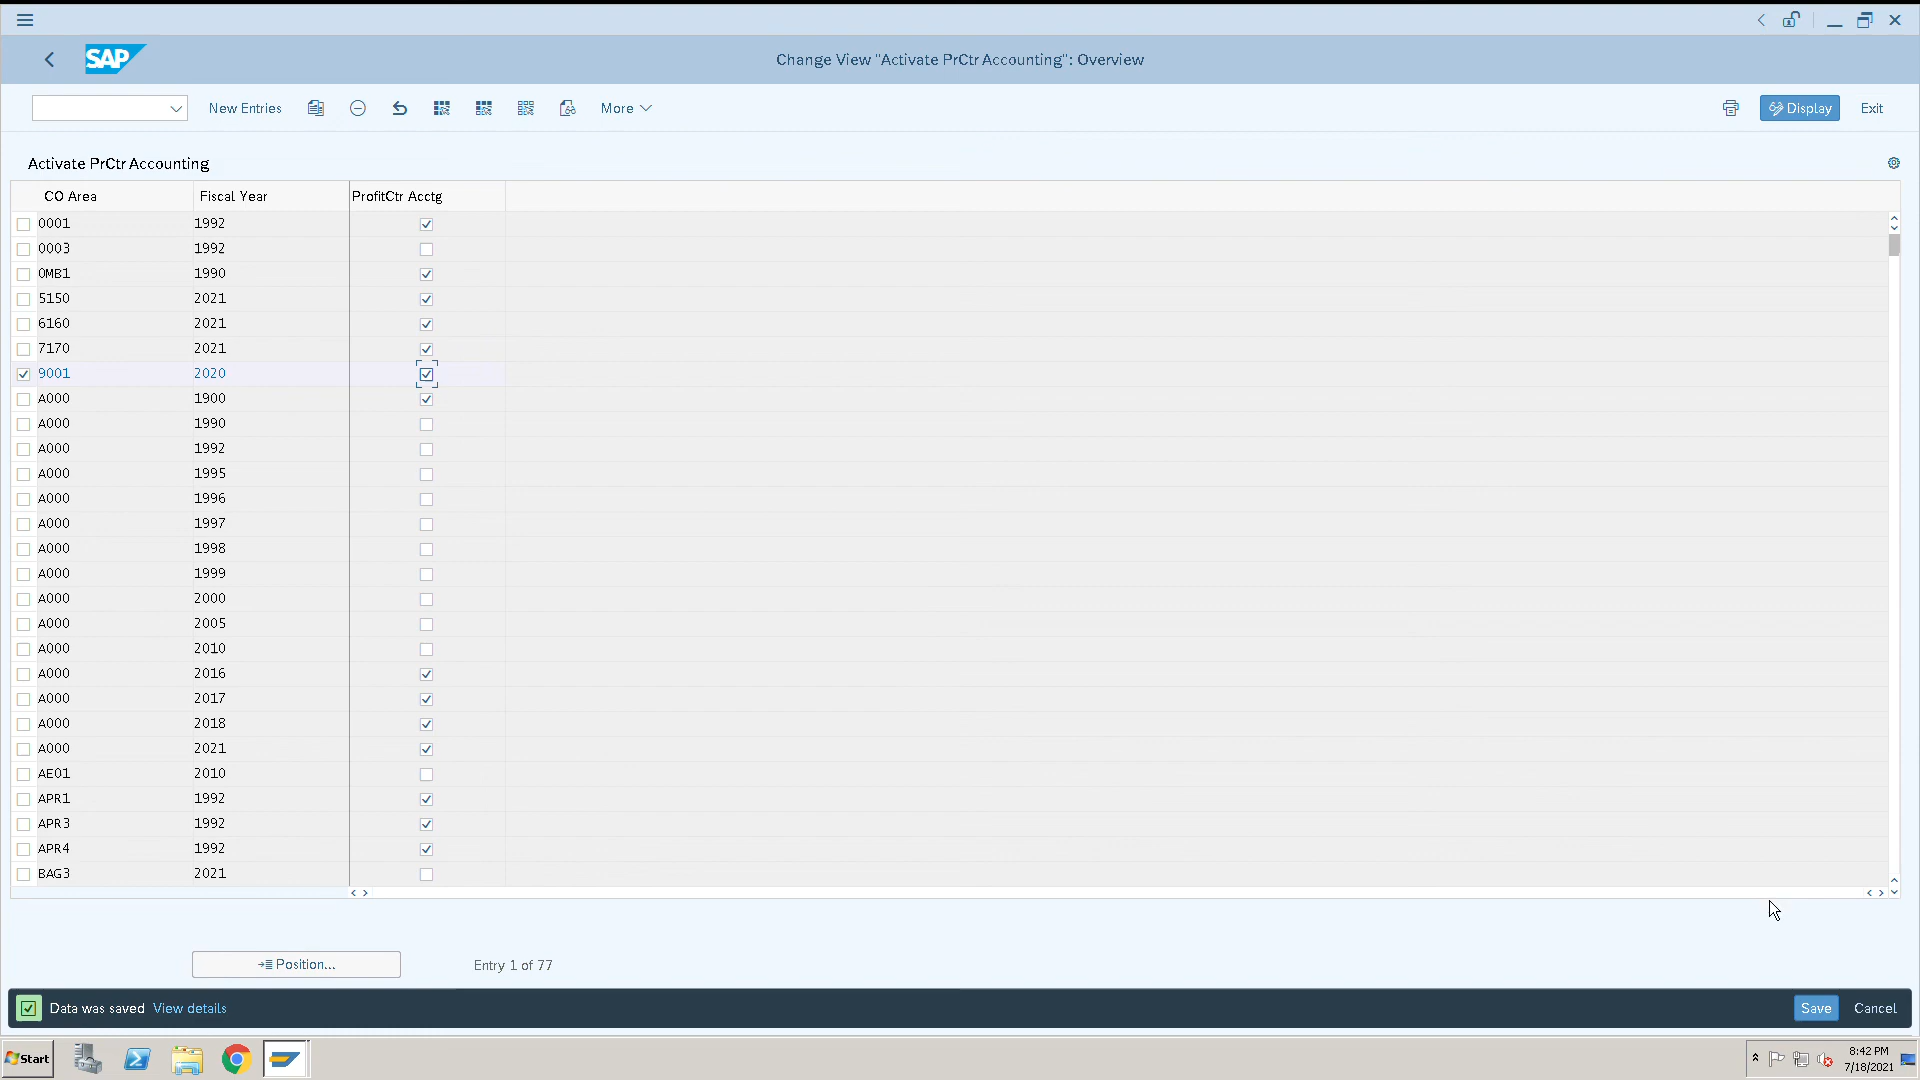 SAP
Change View "Activate PrCtr Accounting": Overview
New Entries
More
Display
Exit
Activate PrCtr Accounting
CO Area Fiscal Year ProfitCtr Acctg
0001 1992
0003 1992
0MB1 1990
5150 2021
6160 2021
7170 2021
9001 2020
A000 1900
A000 1990
A000 1992
A000 1995
A000 1996
A000 1997
A000 1998
A000 1999
A000 2000
A000 2005
A000 2010
A000 2016
A000 2017
A000 2018
A000 2021
AE01 2010
APR1 1992
APR3 1992
APR4 1992
BAG3 2021
Position...
Entry 1 of 77
Data was saved View details
Save
Cancel
Start
8:42 PM
7/18/2021